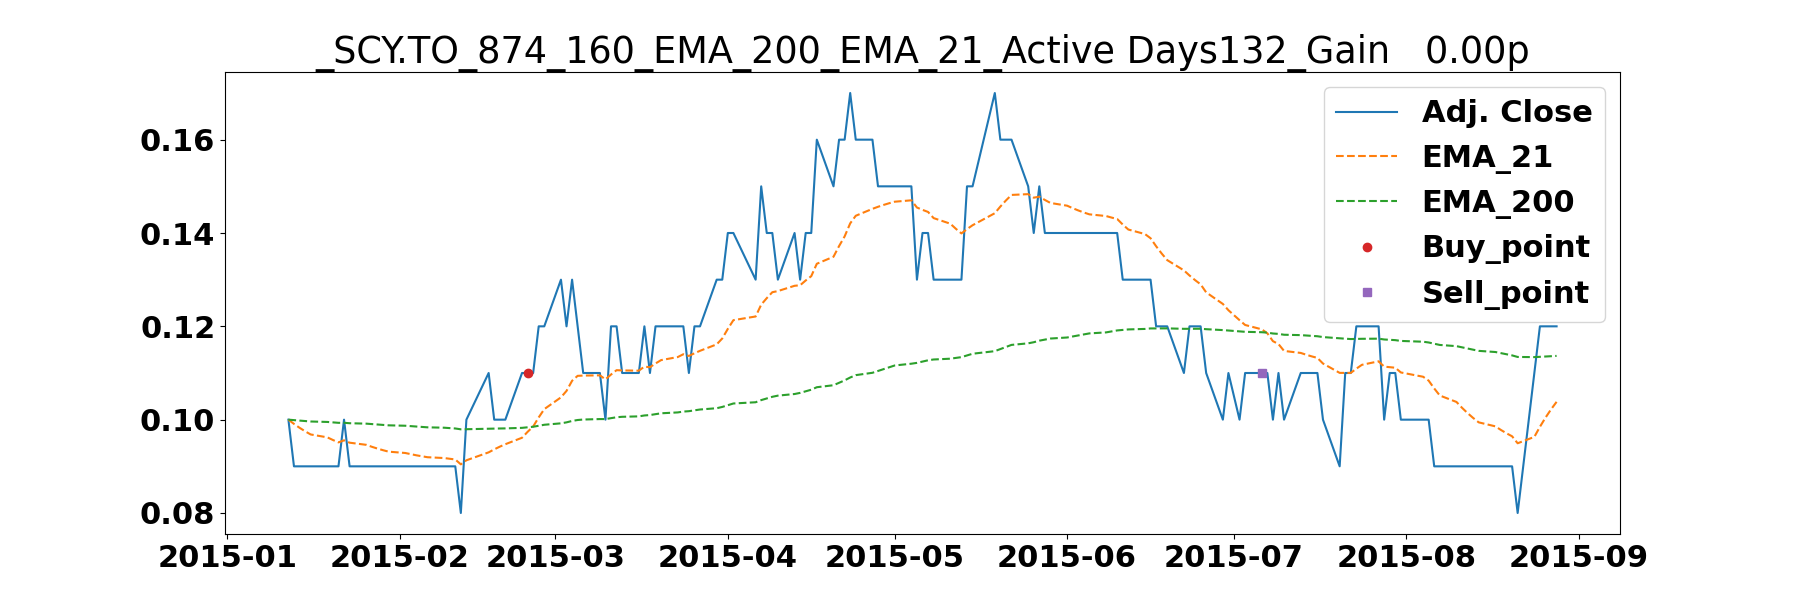 _SCY.TO_874_160_EMA_200_EMA_21_Active Days132_Gain   0.00p
Adj. Close
EMA_21
EMA_200
Buy_point
Sell_point
0.16
0.14
0.12
0.10
0.08
2015-01 2015-02 2015-03 2015-04 2015-05 2015-06 2015-07 2015-08 2015-09